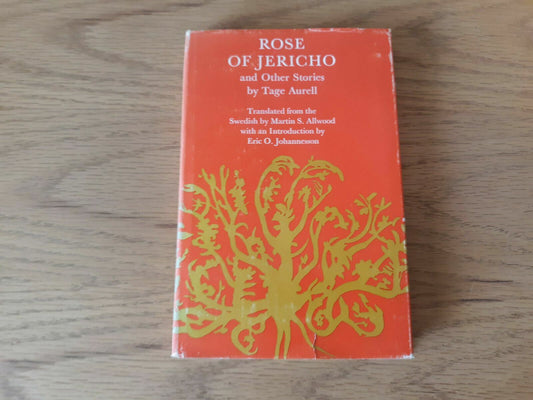 ROSE
OF JERICHO
and Other Stories
by Tage Aurell
Translated from the
Swedish by Martin S. Allwood
with an Introduction by
Eric O. Johannesson